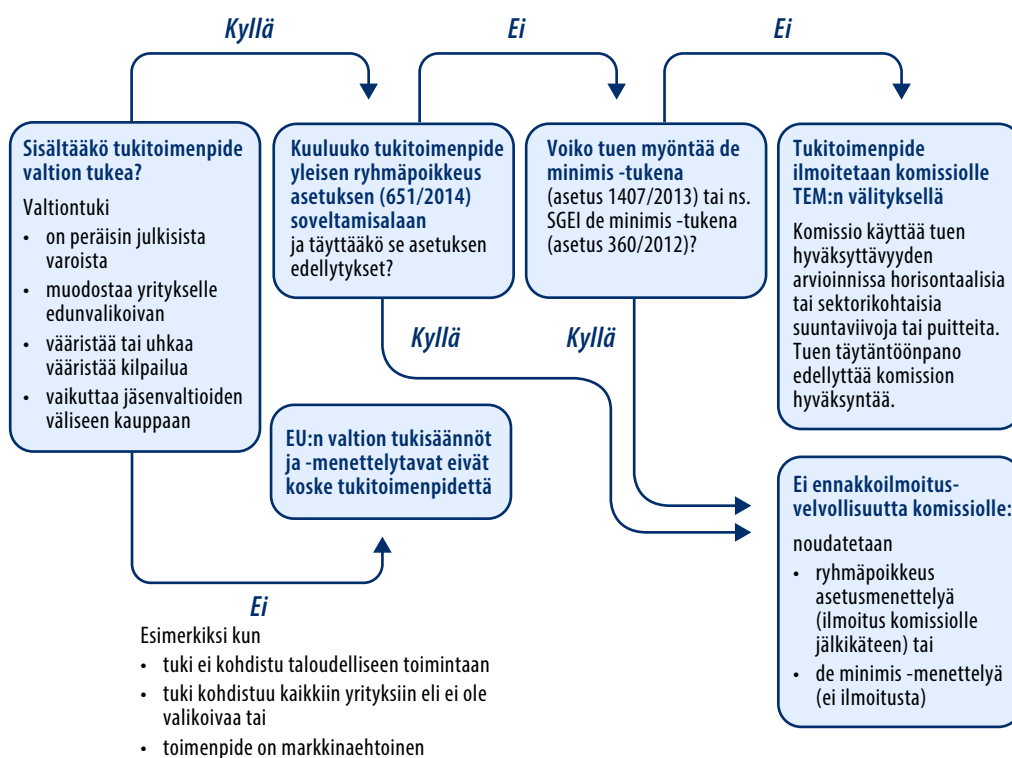 Kyllä
Ei
Ei
Sisältääkö tukitoimenpide
valtion tukea?
Valtiontuki
• on peräisin julkisista
varoista
• muodostaa yritykselle
edunvalikoivan
• vääristää tai uhkaa
vääristää kilpailua
• vaikuttaa jäsenvaltioiden
väliseen kauppaan
Kuuluuko tukitoimenpide
yleisen ryhmäpoikkeus
asetuksen (651/2014)
soveltamisalaan
ja täyttääkö se asetuksen
edellytykset?
Voiko tuen myöntää de
minimis -tukena
(asetus 1407/2013) tai ns.
SGEI de minimis -tukena
(asetus 360/2012)?
Tukitoimenpide
ilmoitetaan komissiolle
TEM:n välityksellä
Komissio käyttää tuen
hyväksyttävyyden
arvioinnissa horisontaalisia
tai sektorikohtaisia
suuntaviivoja tai puitteita.
Tuen täytäntöönpano
edellyttää komission
hyväksyntää.
Kyllä
Kyllä
EU:n valtion tukisäännöt
ja -menettelytavat eivät
koske tukitoimenpidettä
Ei ennakkoilmoitus-
velvollisuutta komissiolle:
noudatetaan
• ryhmäpoikkeus
asetusmenettelyä
(ilmoitus komissiolle
jälkikäteen) tai
• de minimis -menettelyä
(ei ilmoitusta)
Ei
Esimerkiksi kun
• tuki ei kohdistu taloudelliseen toimintaan
• tuki kohdistuu kaikkiin yrityksiin eli ei ole
valikoivaa tai
• toimenpide on markkinaehtoinen